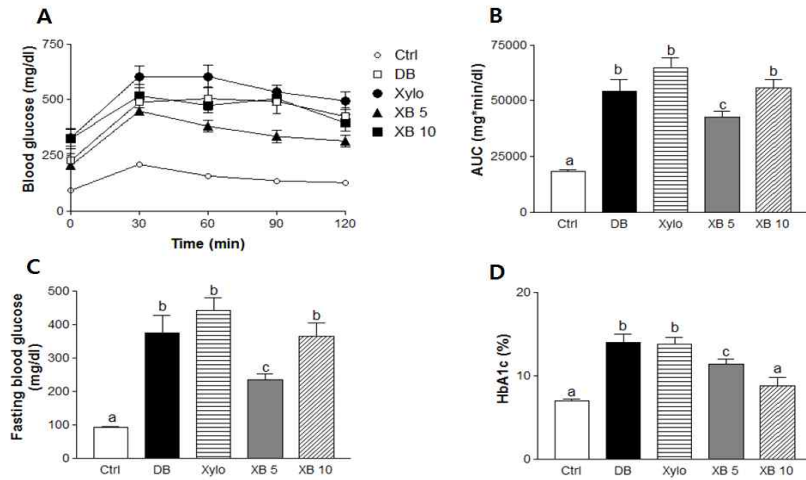 A
Blood glucose (mg/dl)
750
500
250
0
0 30 60 90 120
Time (min)
Ctrl
DB
Xylo
XB 5
XB 10
B
AUC (mg*min/dl)
75000
50000
25000
0
a b b c b
Ctrl DB Xylo XB 5 XB 10
C
Fasting blood glucose
(mg/dl)
500
400
300
200
100
0
a b b c b
Ctrl DB Xylo XB 5 XB 10
D
HbA1c (%)
20
10
0
a b b c a
Ctrl DB Xylo XB 5 XB 10